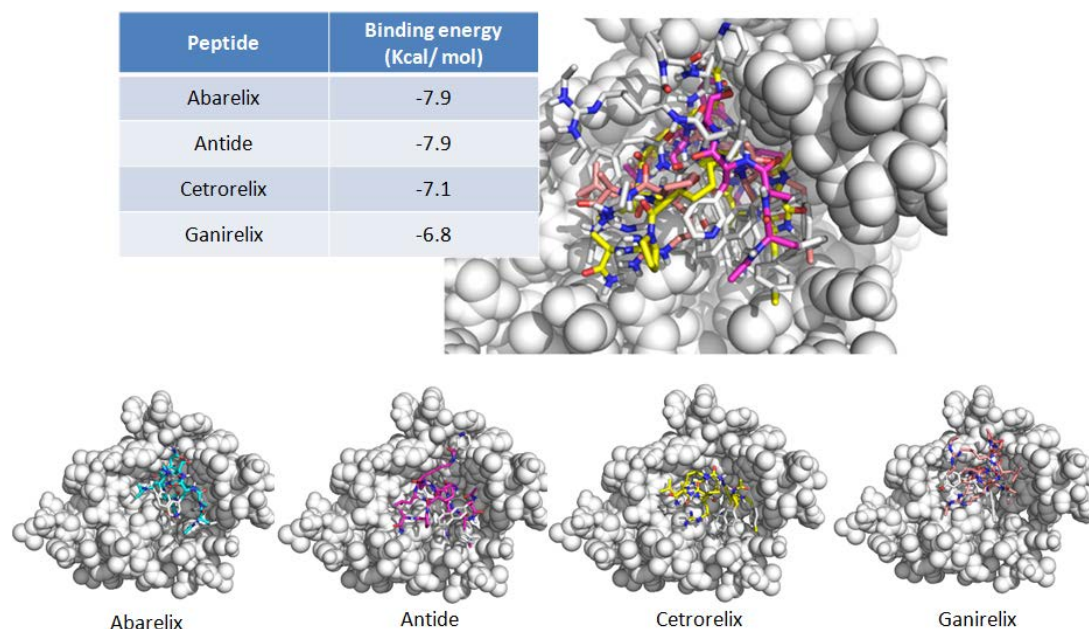 Peptide Binding energy
(Kcal/ mol)
Abarelix -7.9
Antide -7.9
Cetrorelix -7.1
Ganirelix -6.8
Abarelix Antide Cetrorelix Ganirelix